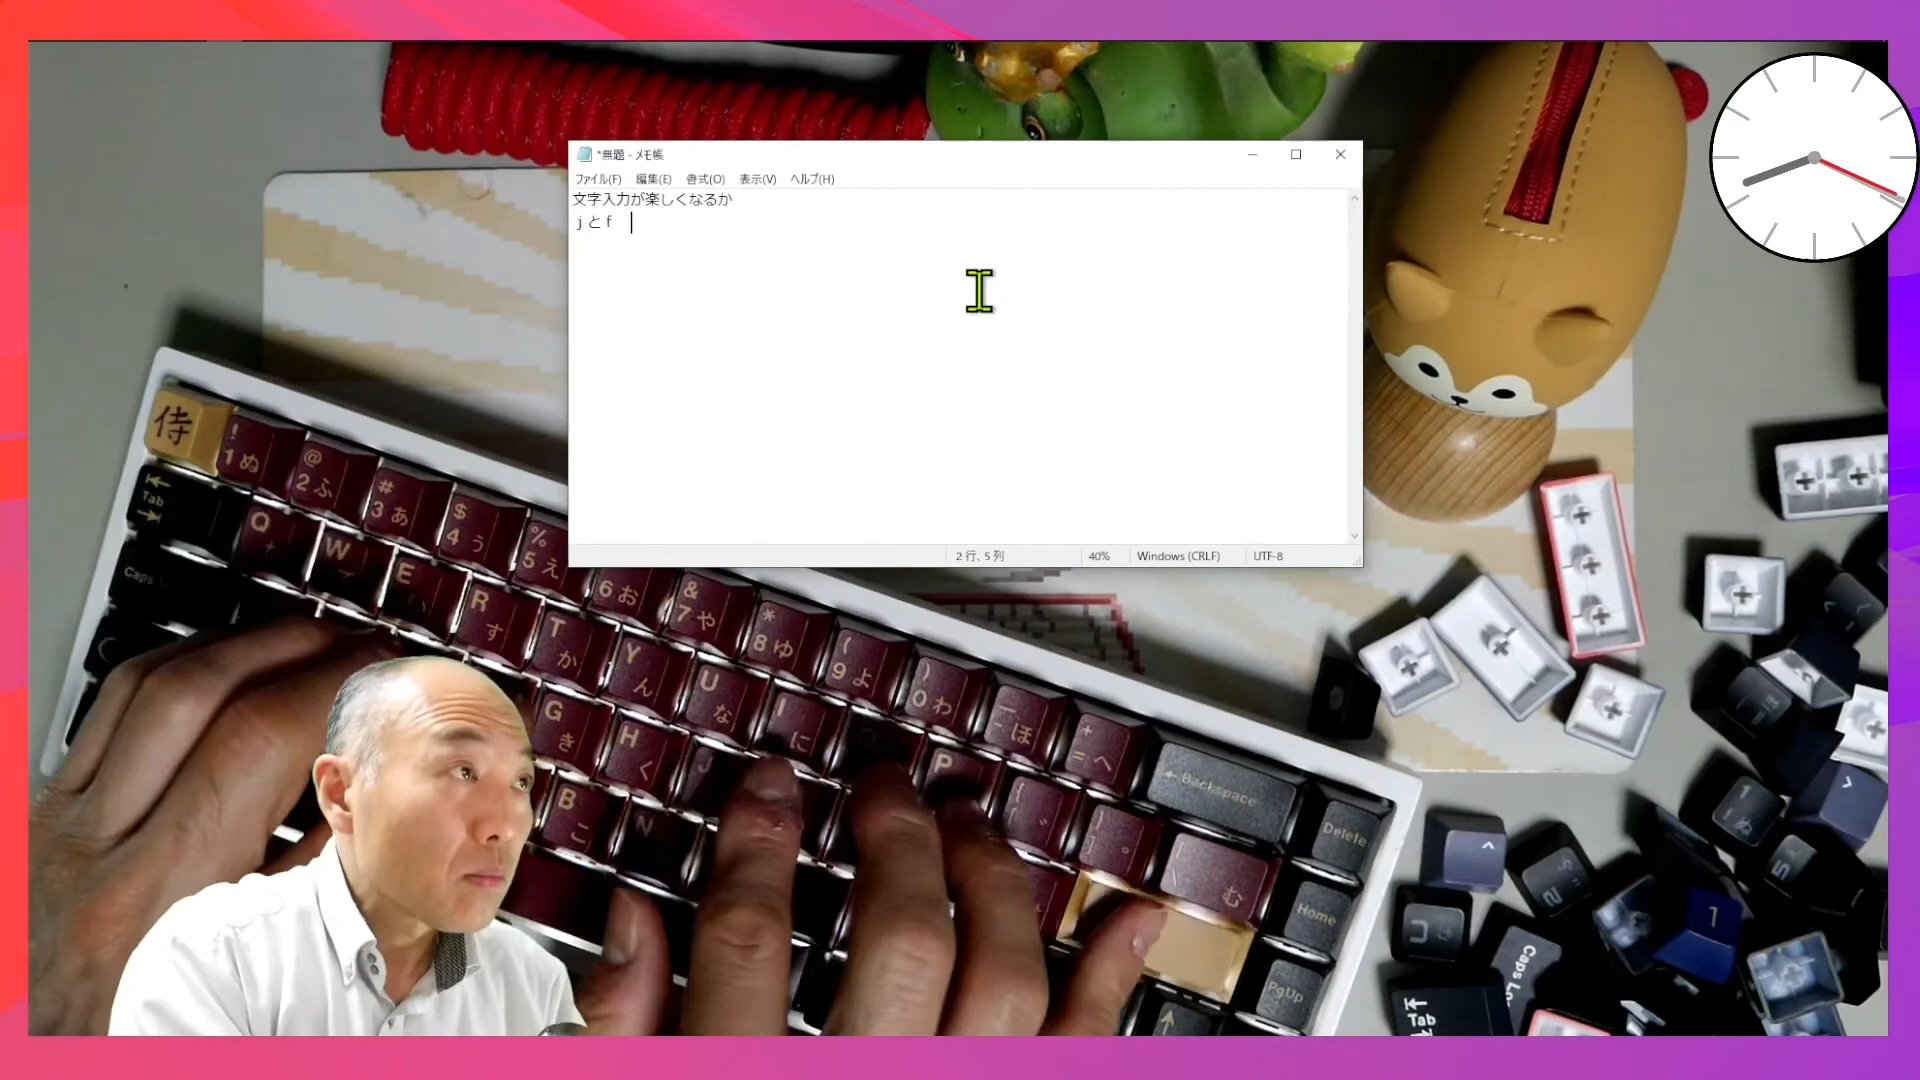 *無題 - メモ帳
ファイル(F) 編集(E) 書式(O) 表示(V) ヘルプ(H)
文字入力が楽しくなるか
jとf
2 行、5 列 40% Windows (CRLF) UTF-8
侍
! 1 ぬ
@ 2 ふ
# 3 あ
$ 4 う
% 5 え
6 お
& 7 や
* 8 ゆ
( 9 よ
) 0 わ
ほ
+ = へ
← Backspace
Delete
Tab
Q
W
E
R す
T か
Y ん
U な
I に
P
[
] 。
む
Home
Caps
G き
H く
J
PgUp
B こ
N
1
Caps Lo
Tab